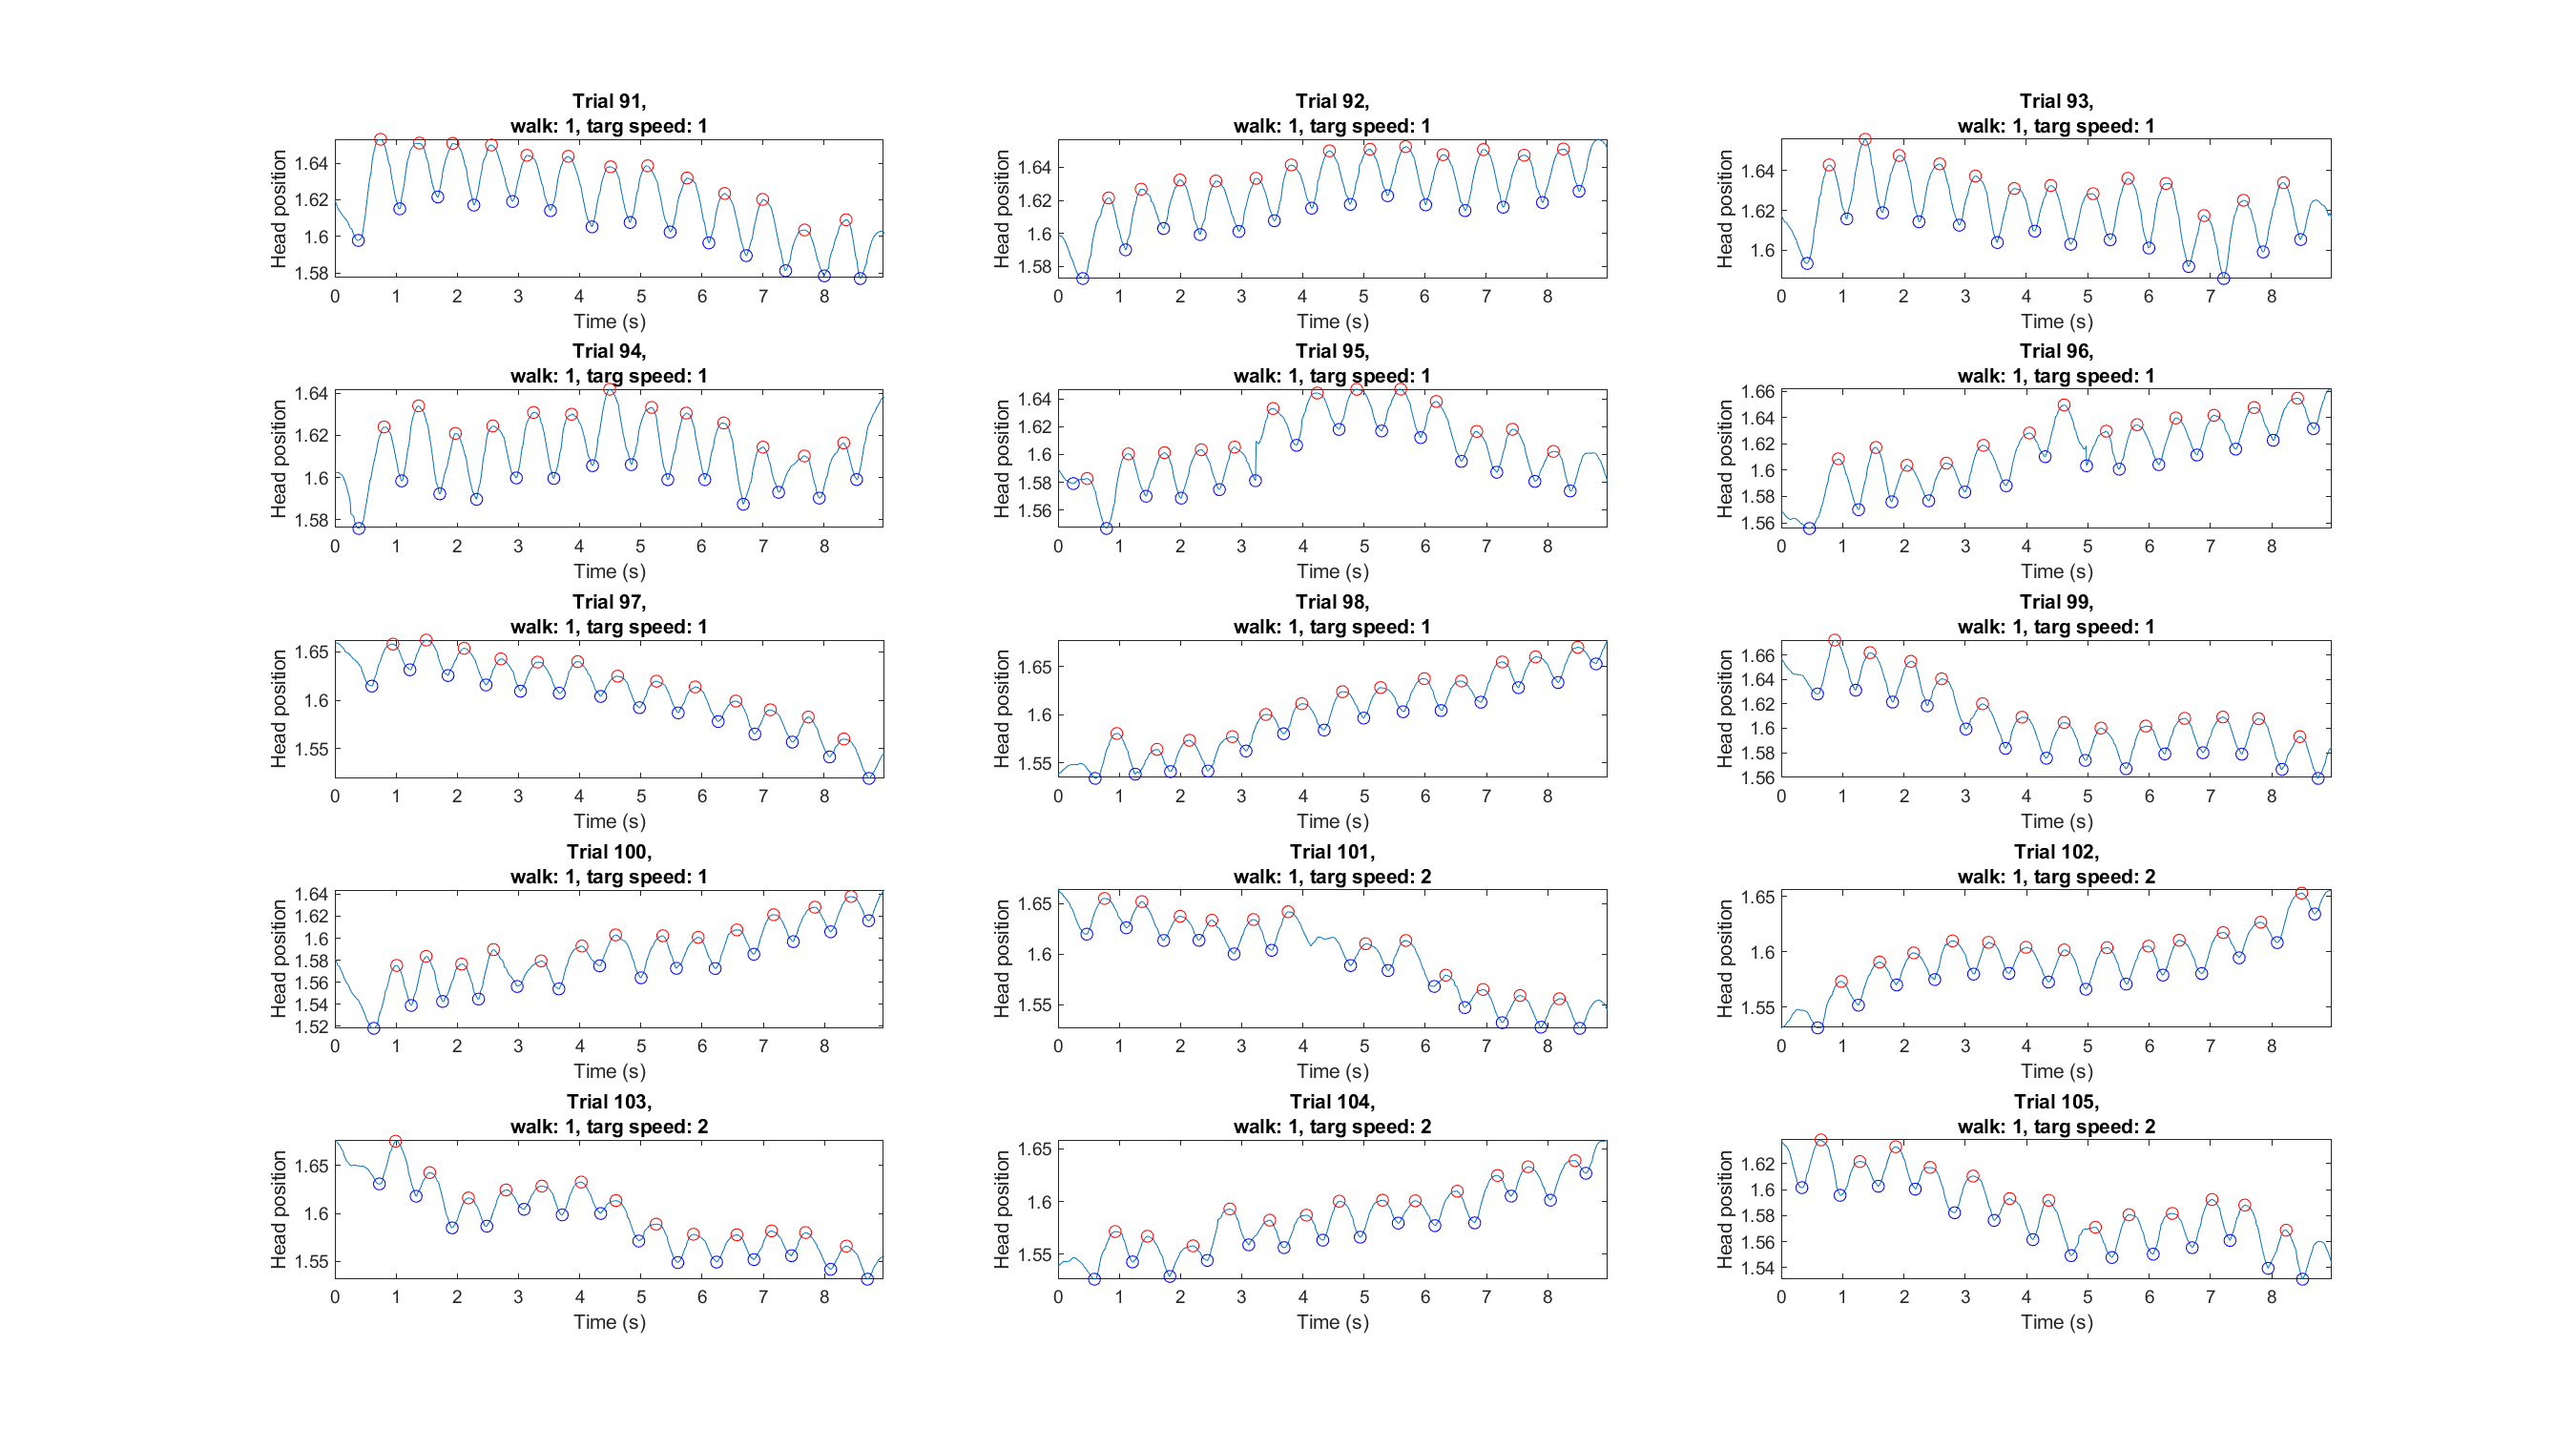 Trial 91,
walk: 1, targ speed: 1
Head position
1.64
1.62
1.6
1.58
0 1 2 3 4 5 6 7 8
Time (s)
Trial 92,
walk: 1, targ speed: 1
Head position
1.64
1.62
1.6
1.58
0 1 2 3 4 5 6 7 8
Time (s)
Trial 93,
walk: 1, targ speed: 1
Head position
1.64
1.62
1.6
0 1 2 3 4 5 6 7 8
Time (s)
Trial 94,
walk: 1, targ speed: 1
Head position
1.64
1.62
1.6
1.58
0 1 2 3 4 5 6 7 8
Time (s)
Trial 95,
walk: 1, targ speed: 1
Head position
1.64
1.62
1.6
1.58
1.56
0 1 2 3 4 5 6 7 8
Time (s)
Trial 96,
walk: 1, targ speed: 1
Head position
1.66
1.64
1.62
1.6
1.58
1.56
0 1 2 3 4 5 6 7 8
Time (s)
Trial 97,
walk: 1, targ speed: 1
Head position
1.65
1.6
1.55
0 1 2 3 4 5 6 7 8
Time (s)
Trial 98,
walk: 1, targ speed: 1
Head position
1.65
1.6
1.55
0 1 2 3 4 5 6 7 8
Time (s)
Trial 99,
walk: 1, targ speed: 1
Head position
1.66
1.64
1.62
1.6
1.58
1.56
0 1 2 3 4 5 6 7 8
Time (s)
Trial 100,
walk: 1, targ speed: 1
Head position
1.64
1.62
1.6
1.58
1.56
1.54
1.52
0 1 2 3 4 5 6 7 8
Time (s)
Trial 101,
walk: 1, targ speed: 2
Head position
1.65
1.6
1.55
0 1 2 3 4 5 6 7 8
Time (s)
Trial 102,
walk: 1, targ speed: 2
Head position
1.65
1.6
1.55
0 1 2 3 4 5 6 7 8
Time (s)
Trial 103,
walk: 1, targ speed: 2
Head position
1.65
1.6
1.55
0 1 2 3 4 5 6 7 8
Time (s)
Trial 104,
walk: 1, targ speed: 2
Head position
1.65
1.6
1.55
0 1 2 3 4 5 6 7 8
Time (s)
Trial 105,
walk: 1, targ speed: 2
Head position
1.62
1.6
1.58
1.56
1.54
0 1 2 3 4 5 6 7 8
Time (s)